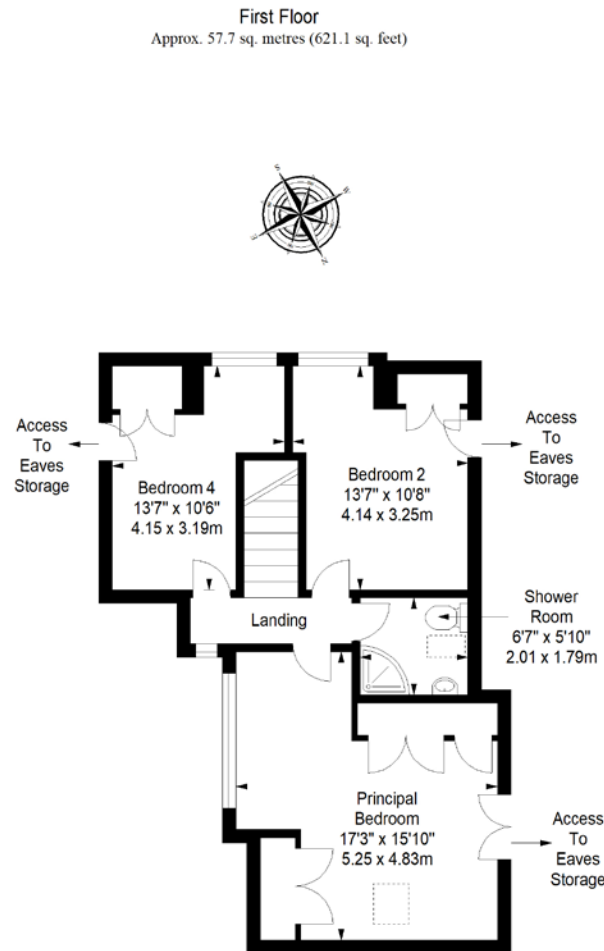 First Floor
Approx. 57.7 sq. metres (621.1 sq. feet)
S
W
E
N
Access
To
Eaves
Storage
Bedroom 4
13'7" x 10'6"
4.15 x 3.19m
Bedroom 2
13'7" x 10'8"
4.14 x 3.25m
Access
To
Eaves
Storage
Landing
Shower
Room
6'7" x 5'10"
2.01 x 1.79m
Principal
Bedroom
17'3" x 15'10"
5.25 x 4.83m
Access
To
Eaves
Storage